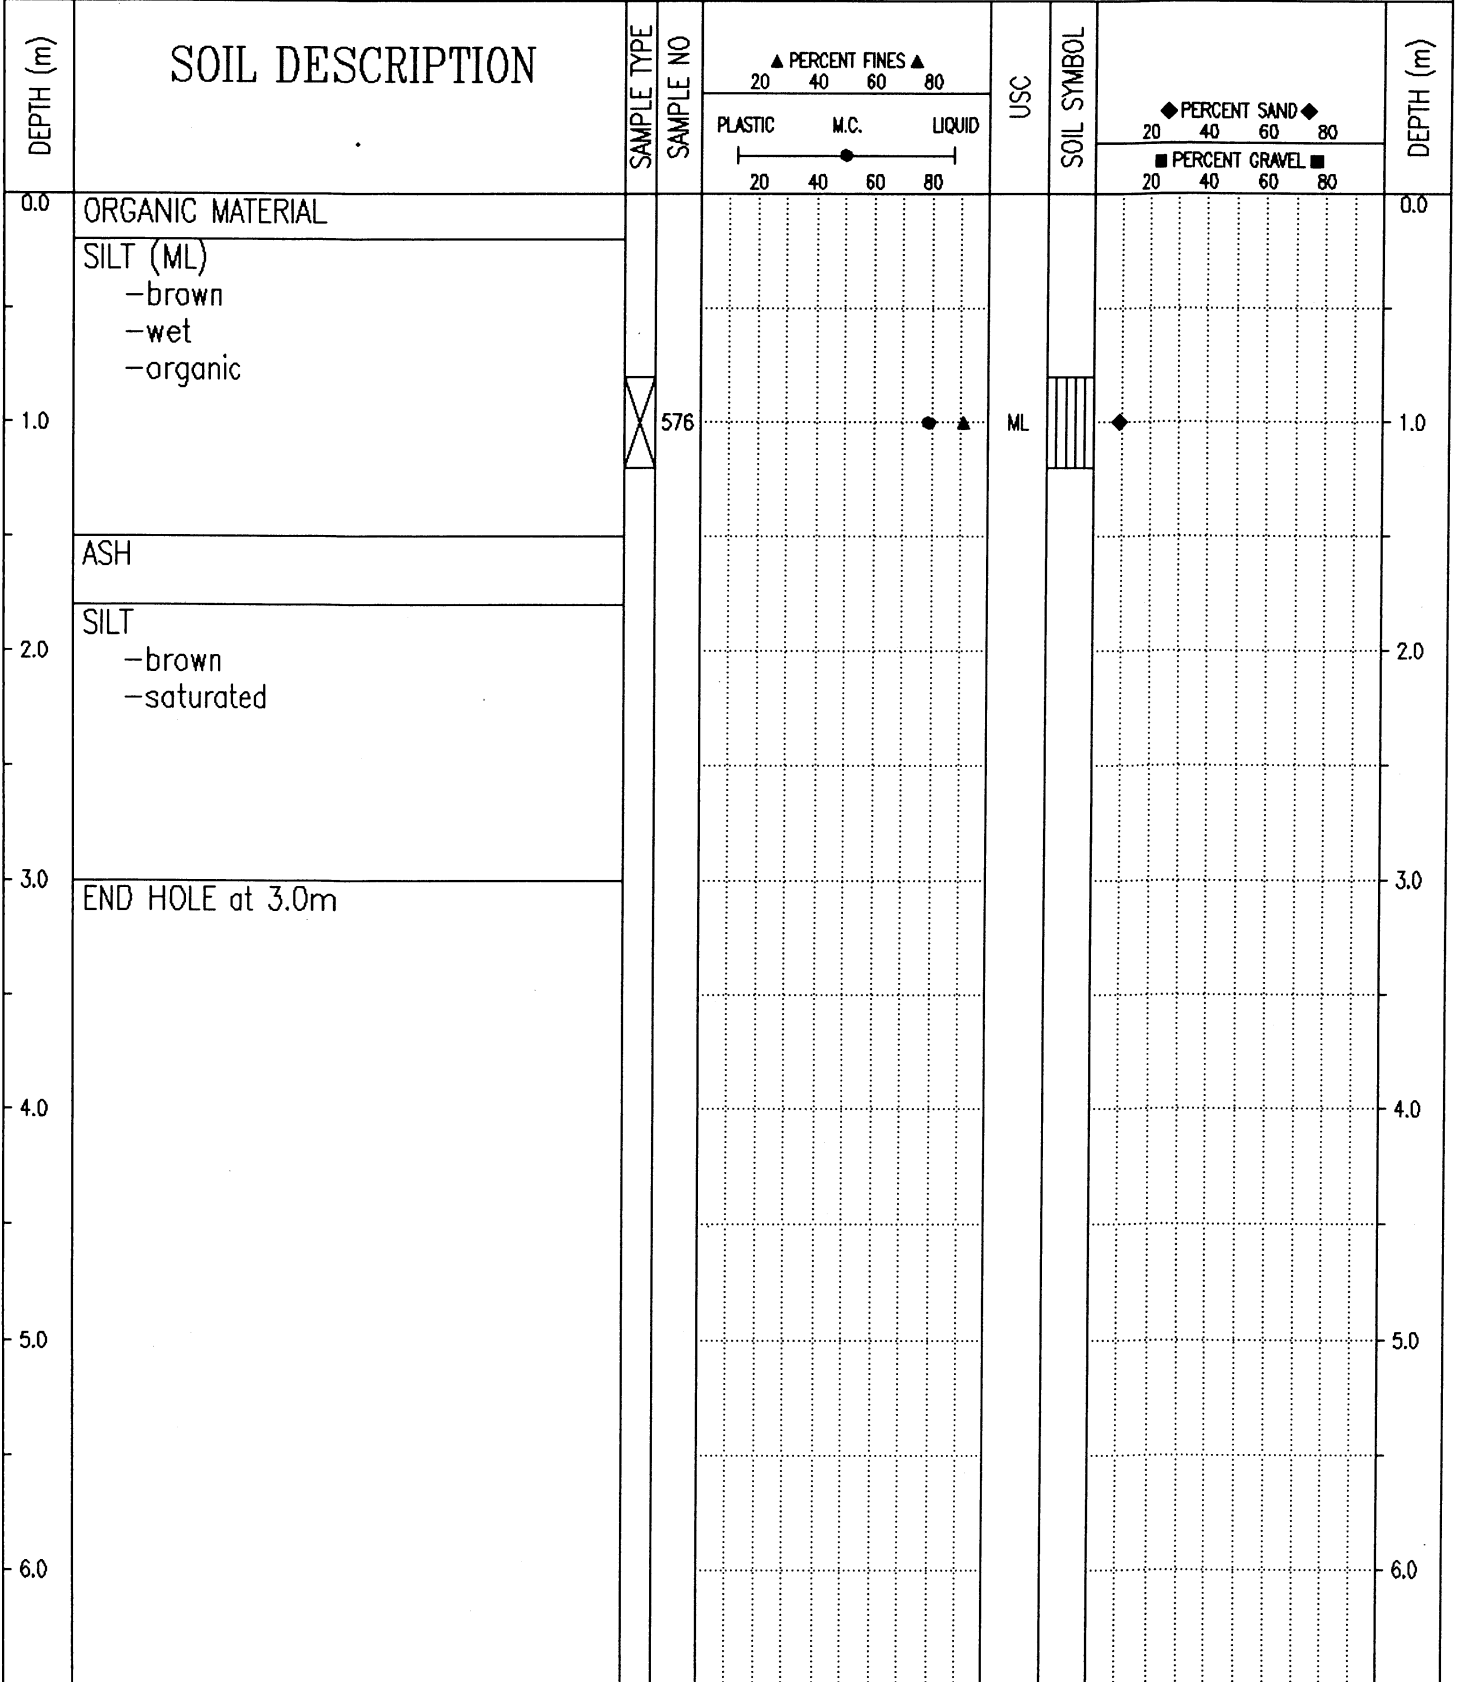 DEPTH (m)
SOIL DESCRIPTION
SAMPLE TYPE
SAMPLE NO
▲ PERCENT FINES ▲
20 40 60 80
PLASTIC M.C. LIQUID
20 40 60 80
USC
SOIL SYMBOL
◆ PERCENT SAND ◆
20 40 60 80
■ PERCENT GRAVEL ■
20 40 60 80
DEPTH (m)
0.0 ORGANIC MATERIAL 0.0
SILT (ML)
-brown
-wet
-organic
1.0 576 ML 1.0
ASH
SILT
2.0 -brown 2.0
-saturated
3.0 3.0
END HOLE at 3.0m
4.0 4.0
5.0 5.0
6.0 6.0